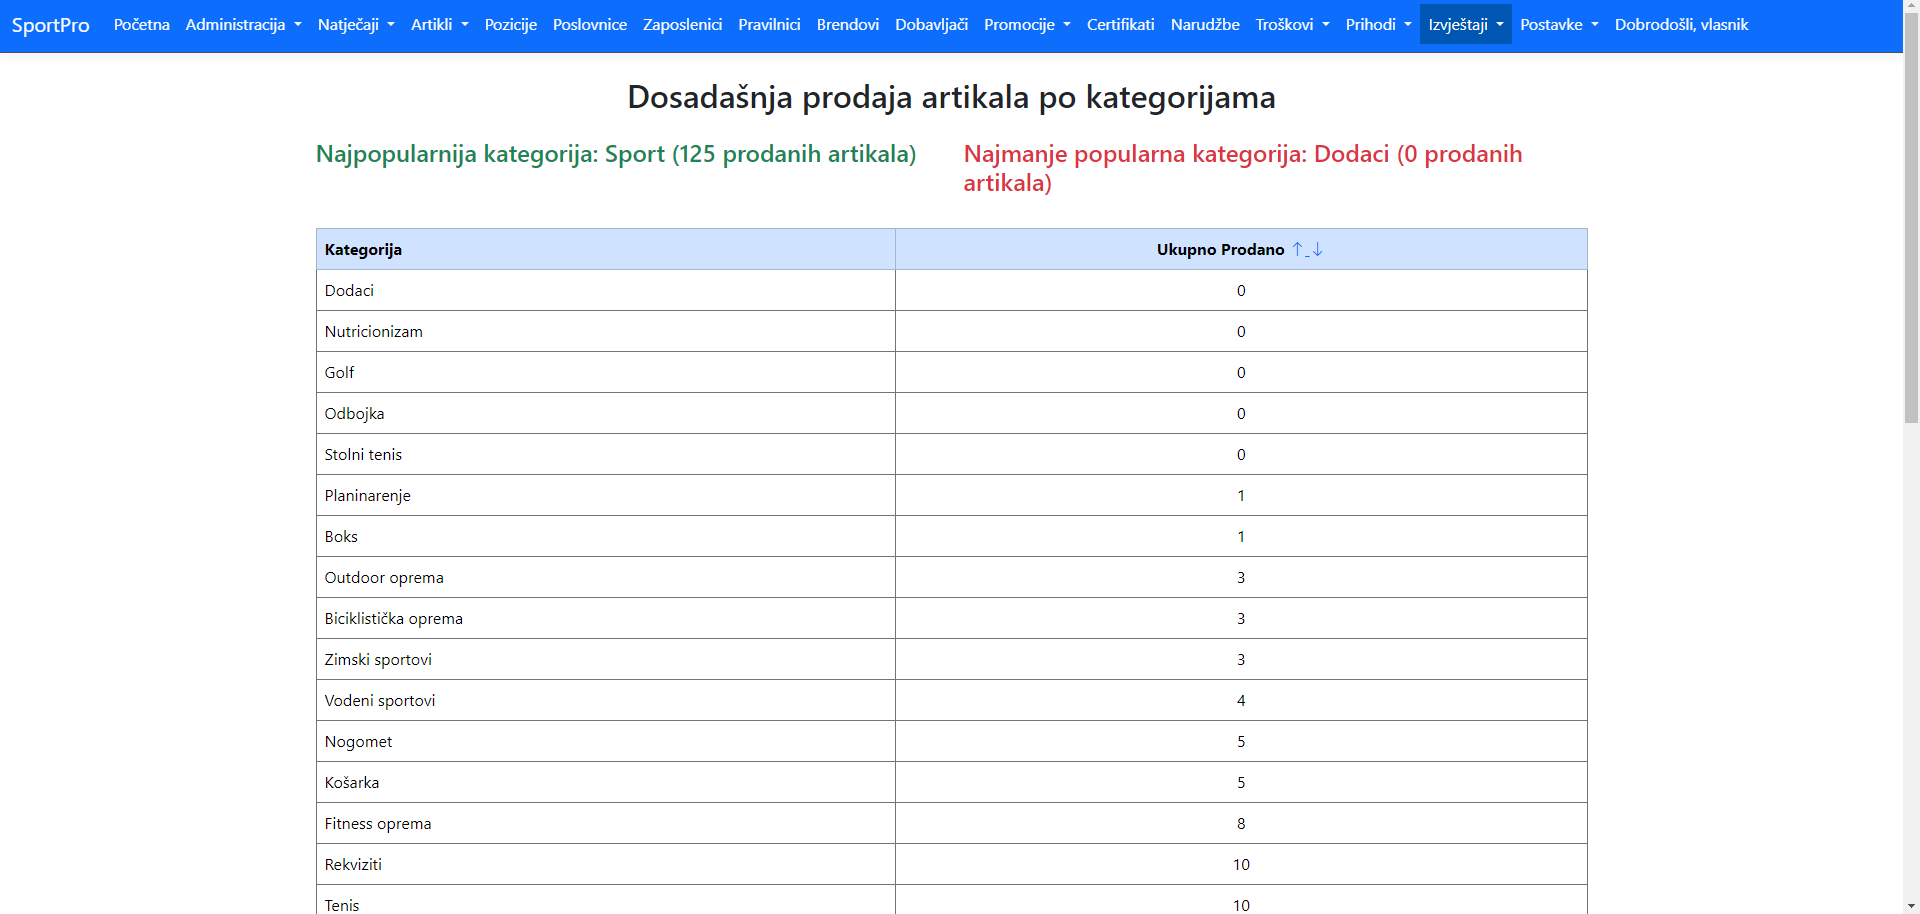 SportPro Početna Administracija Natječaji Artikli Pozicije Poslovnice Zaposlenici Pravilnici Brendovi Dobavljači Promocije Certifikati Narudžbe Troškovi Prihodi Izvještaji Postavke Dobrodošli, vlasnik
Dosadašnja prodaja artikala po kategorijama
Najpopularnija kategorija: Sport (125 prodanih artikala)
Najmanje popularna kategorija: Dodaci (0 prodanih
artikala)
Kategorija Ukupno Prodano ↑ ↓
Dodaci 0
Nutricionizam 0
Golf 0
Odbojka 0
Stolni tenis 0
Planinarenje 1
Boks 1
Outdoor oprema 3
Biciklistička oprema 3
Zimski sportovi 3
Vodeni sportovi 4
Nogomet 5
Košarka 5
Fitness oprema 8
Rekviziti 10
Tenis 10